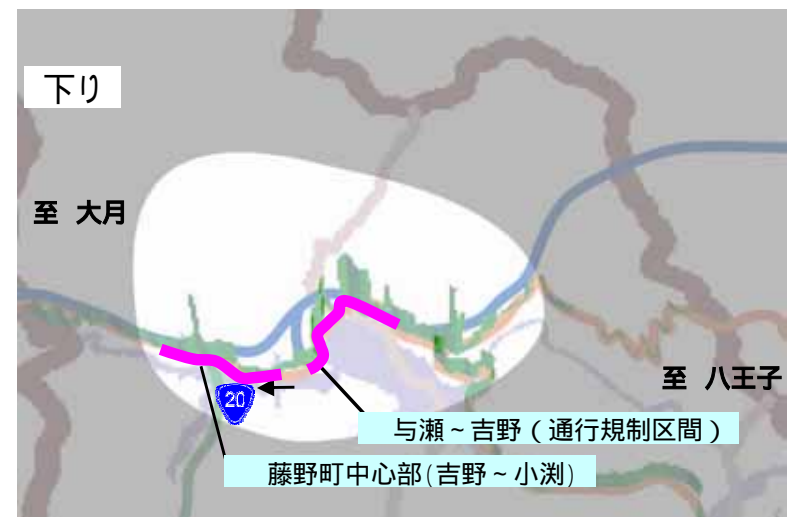 下り
至 大月
至 八王子
20
与瀬～吉野（通行規制区間）
藤野町中心部(吉野～小渕)